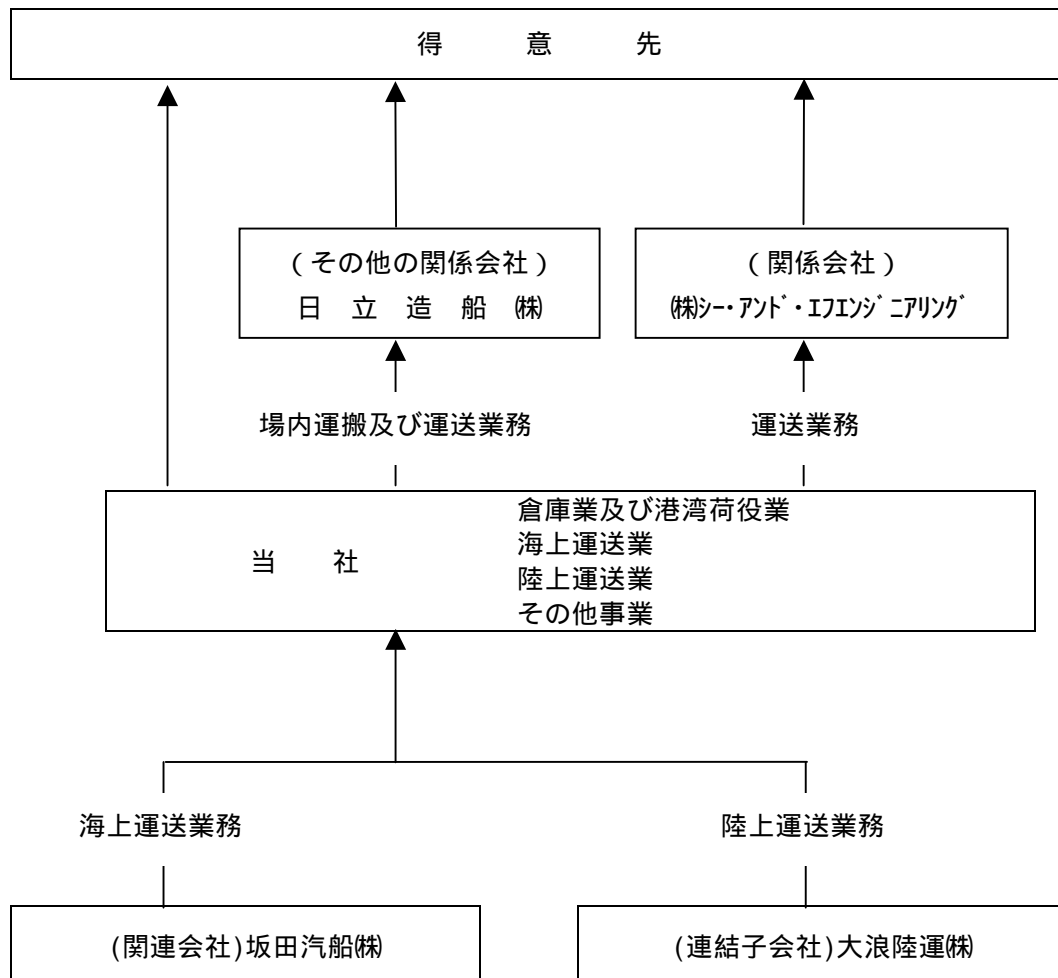 得 意 先
(その他の関係会社)
日 立 造 船 ㈱
(関係会社)
㈱ｼｰ･ｱﾝﾄﾞ･ｴﾌｴﾝｼﾞﾆｱﾘﾝｸﾞ
場内運搬及び運送業務
運送業務
当 社
倉庫業及び港湾荷役業
海上運送業
陸上運送業
その他事業
海上運送業務
陸上運送業務
(関連会社)坂田汽船㈱
(連結子会社)大浪陸運㈱